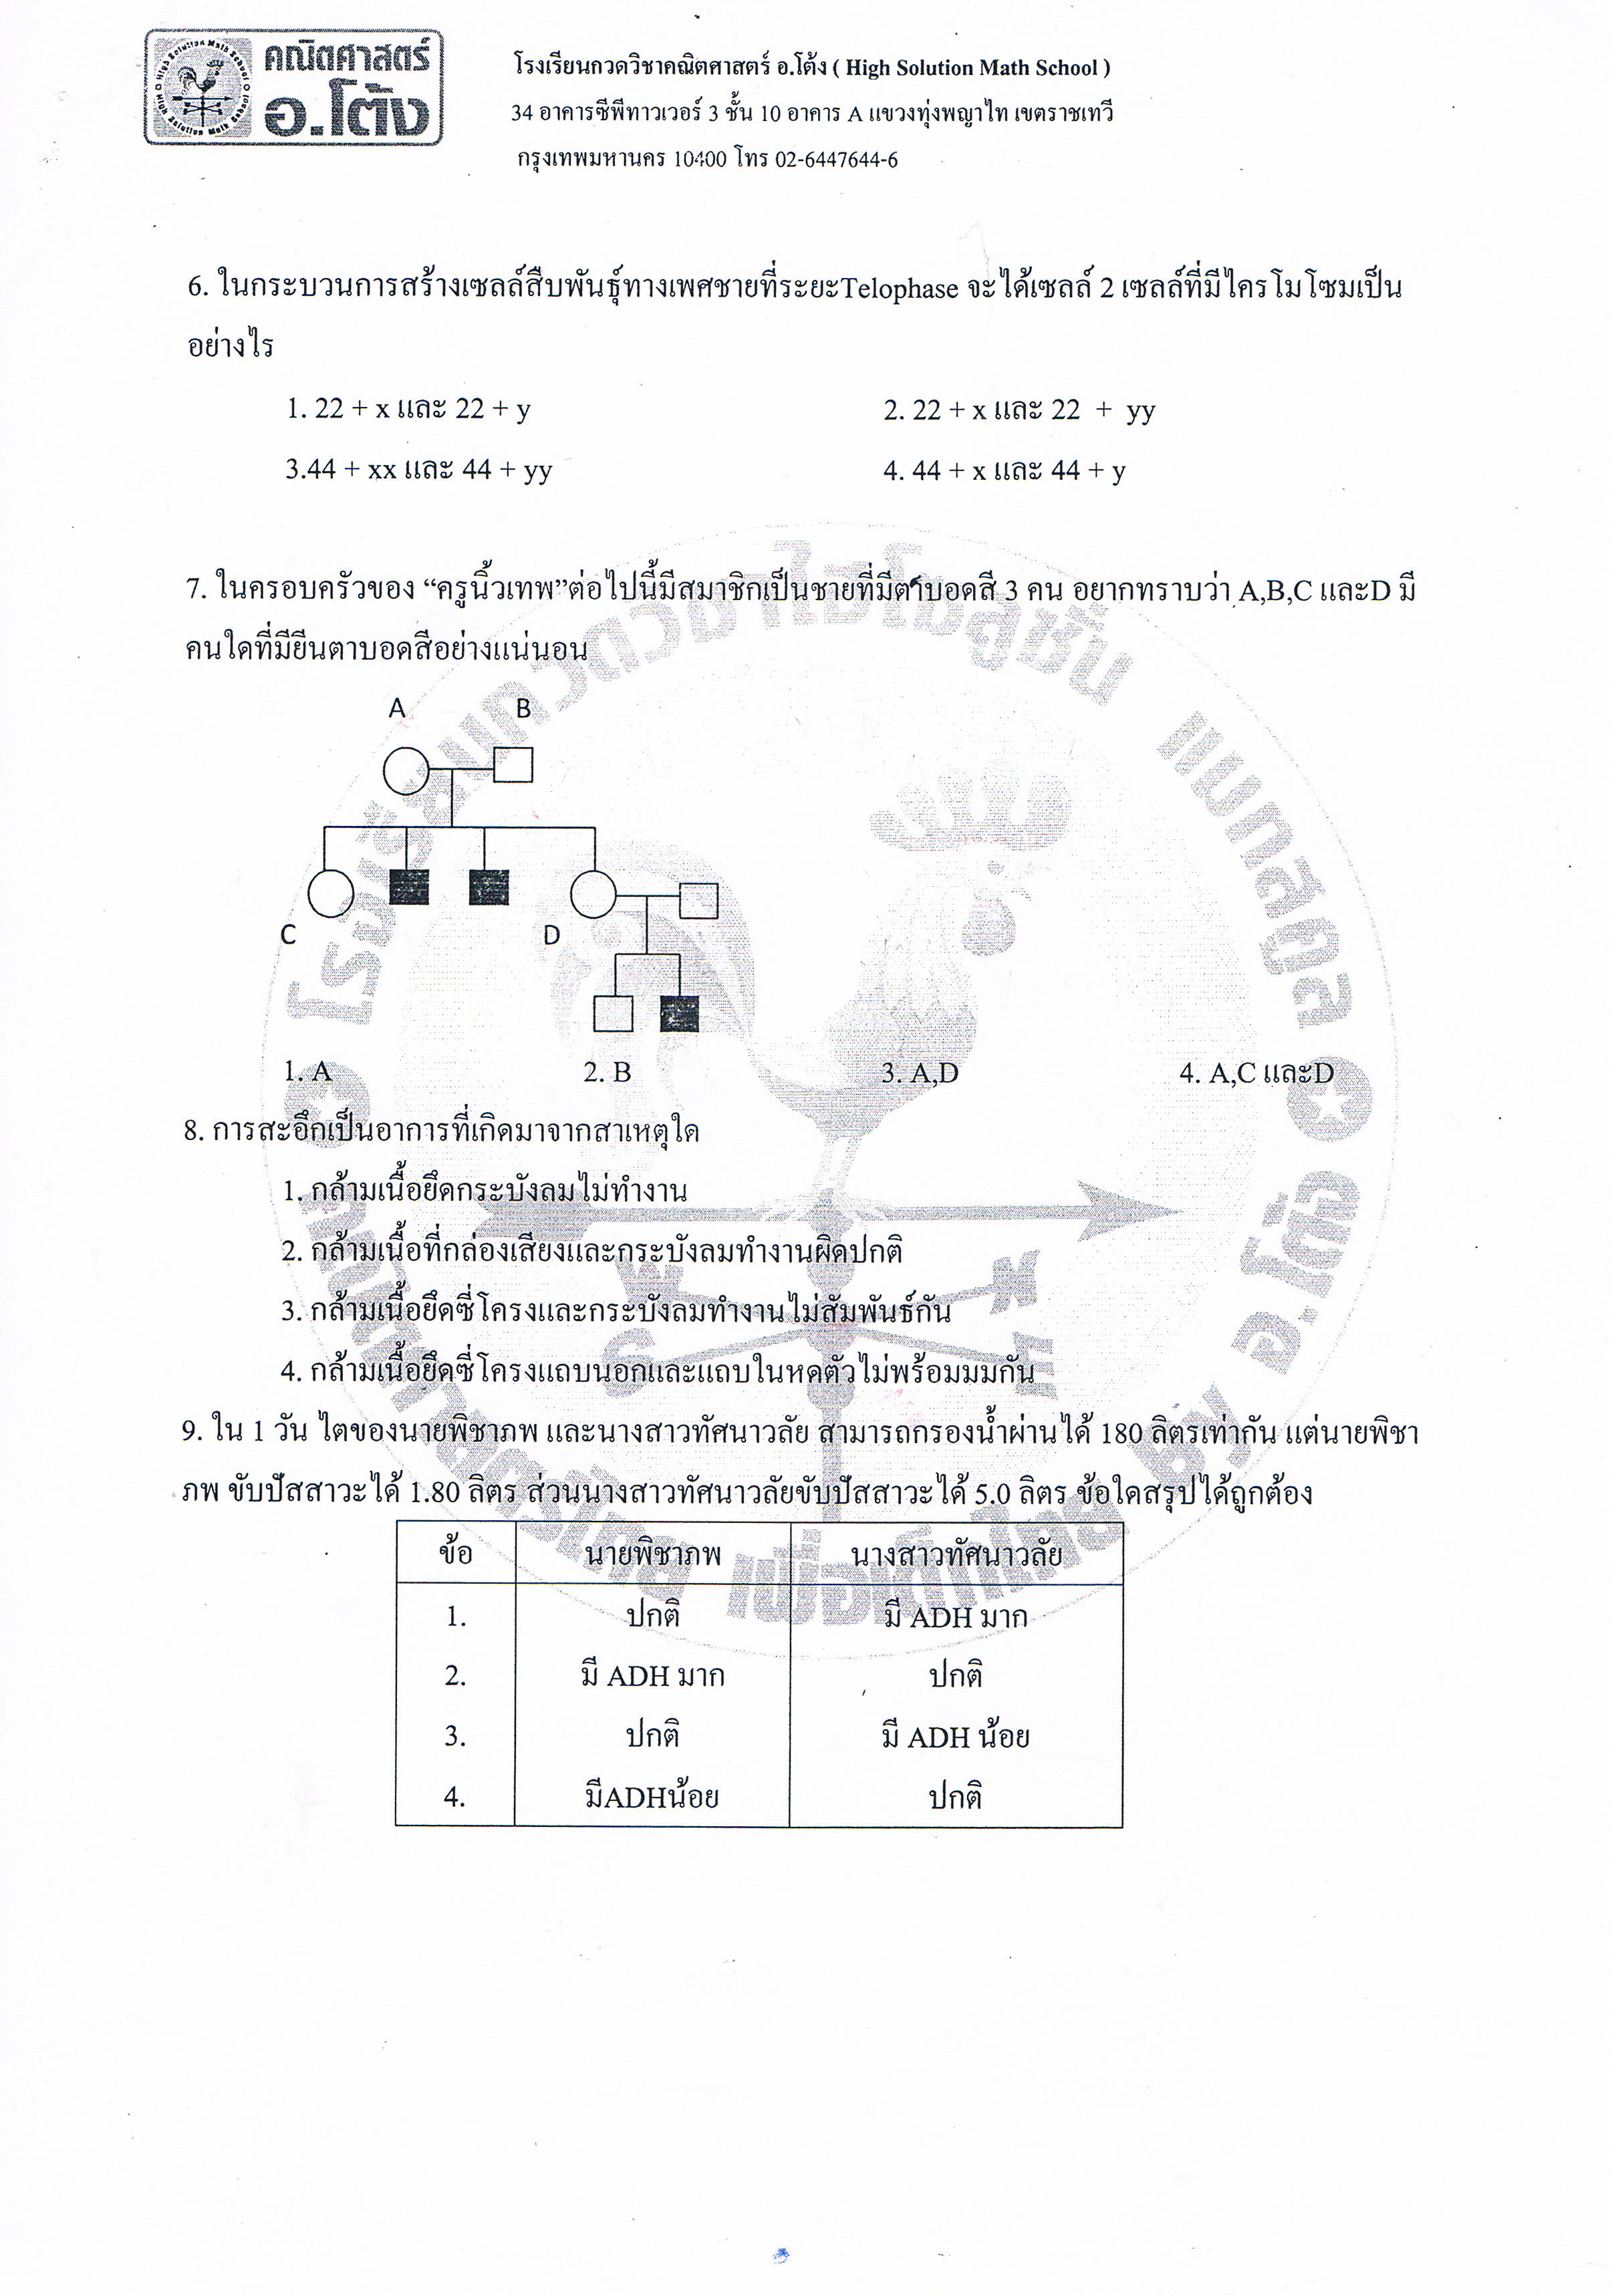 คณิตศาสตร์
อ.โต้ง
High Solution Math School
High Solution Math School
โรงเรียนกวดวิชาคณิตศาสตร์ อ.โต้ง ( High Solution Math School )
34 อาคารซีพีทาวเวอร์ 3 ชั้น 10 อาคาร A แขวงทุ่งพญาไท เขตราชเทวี
กรุงเทพมหานคร 10400 โทร 02-6447644-6
6. ในกระบวนการสร้างเซลล์สืบพันธุ์ทางเพศชายที่ระยะTelophase จะได้เซลล์ 2 เซลล์ที่มีไครโมโซมเป็น
อย่างไร
1. 22 + x และ 22 + y
2. 22 + x และ 22 + yy
3.44 + xx และ 44 + yy
4. 44 + x และ 44 + y
7. ในครอบครัวของ “ครูนิ้วเทพ”ต่อไปนี้มีสมาชิกเป็นชายที่มีตาบอดสี 3 คน อยากทราบว่า A,B,C และD มี
คนใดที่มียีนตาบอดสีอย่างแน่นอน
A B
C D
1. A 2. B 3. A,D 4. A,C และD
8. การสะอึกเป็นอาการที่เกิดมาจากสาเหตุใด
1. กล้ามเนื้อยึดกระบังลมไม่ทำงาน
2. กล้ามเนื้อที่กล่องเสียงและกระบังลมทำงานผิดปกติ
3. กล้ามเนื้อยึดซี่โครงและกระบังลมทำงานไม่สัมพันธ์กัน
4. กล้ามเนื้อยึดซี่โครงแถบนอกและแถบในหดตัวไม่พร้อมมมกัน
9. ใน 1 วัน ไตของนายพิชาภพ และนางสาวทัศนาวลัย สามารถกรองน้ำผ่านได้ 180 ลิตรเท่ากัน แต่นายพิชา
ภพ ขับปัสสาวะได้ 1.80 ลิตร ส่วนนางสาวทัศนาวลัยขับปัสสาวะได้ 5.0 ลิตร ข้อใดสรุปได้ถูกต้อง
ข้อ นายพิชาภพ นางสาวทัศนาวลัย
1. ปกติ มี ADH มาก
2. มี ADH มาก ปกติ
3. ปกติ มี ADH น้อย
4. มีADHน้อย ปกติ